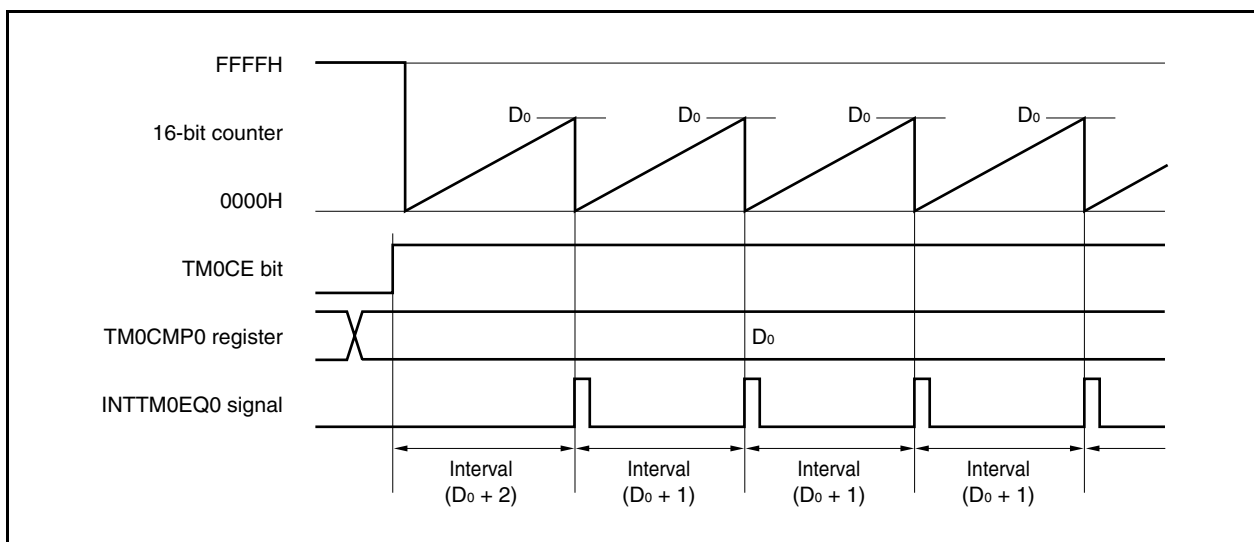 FFFFH
D0 D0 D0 D0
16-bit counter
0000H
TM0CE bit
TM0CMP0 register
D0
INTTM0EQ0 signal
Interval
(D0 + 2)
Interval
(D0 + 1)
Interval
(D0 + 1)
Interval
(D0 + 1)